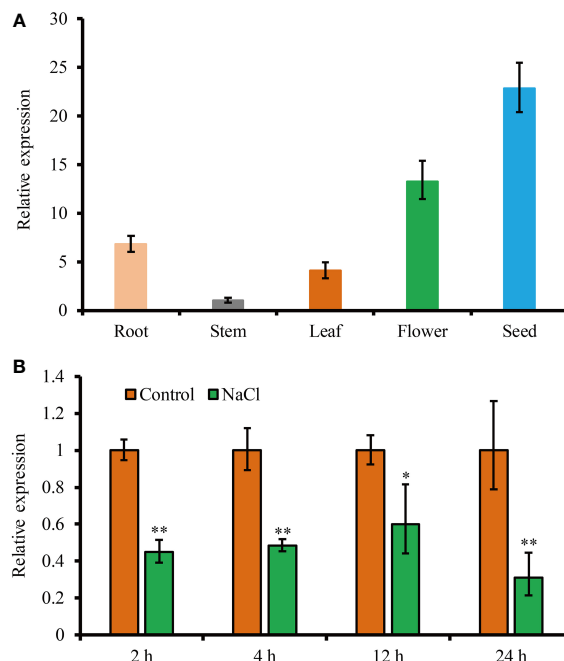 A
Relative expression
30
25
20
15
10
5
0
Root Stem Leaf Flower Seed
B
Relative expression
Control NaCl
1.4
1.2
1
0.8
0.6
0.4
0.2
0
** ** * **
2 h 4 h 12 h 24 h